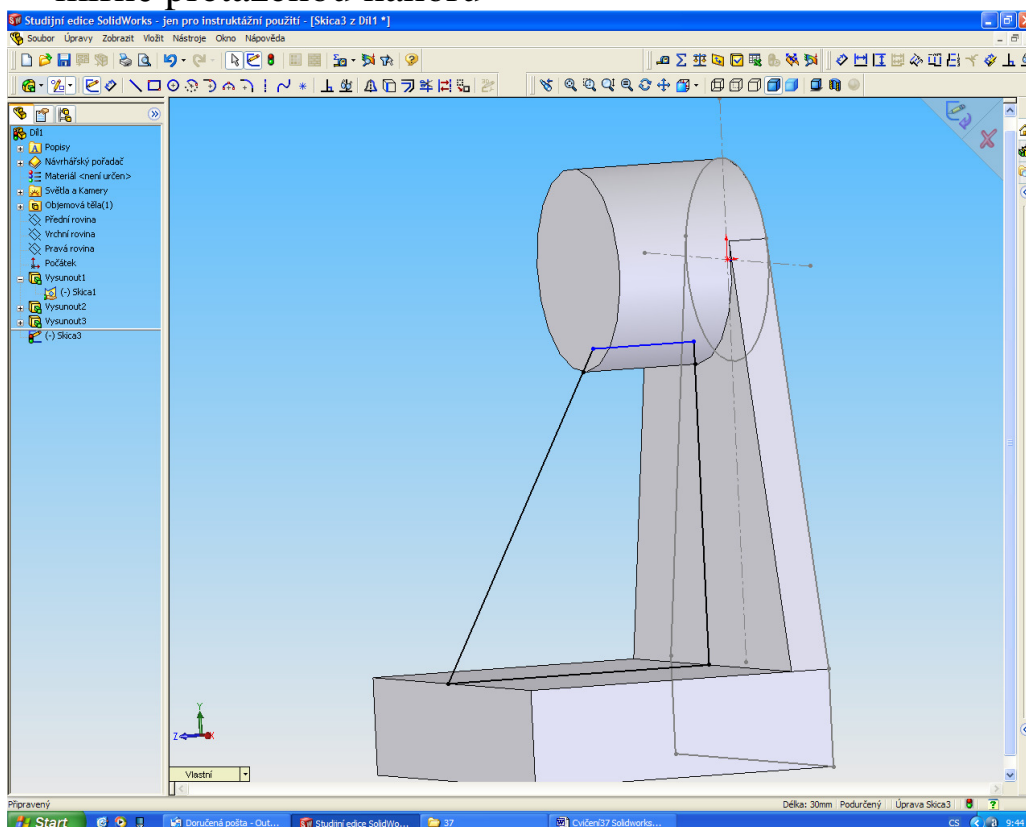 Studijní edice SolidWorks - jen pro instruktážní použití - [Skica3 z Díl1 *]
Soubor Úpravy Zobrazit Vložit Nástroje Okno Nápověda
Díl1
Popisy
Návrhářský pořadač
Materiál <není určen>
Světla a Kamery
Objemová těla(1)
Přední rovina
Vrchní rovina
Pravá rovina
Počátek
Vysunout1
(-) Skica1
Vysunout2
Vysunout3
(-) Skica3
Y
Z
X
Vlastní
Připravený
Délka: 30mm Podurčený Úprava Skica3
Start
Doručená pošta - Out...
Studijní edice SolidWo...
37
Cvičení37 Solidworks...
CS
9:44